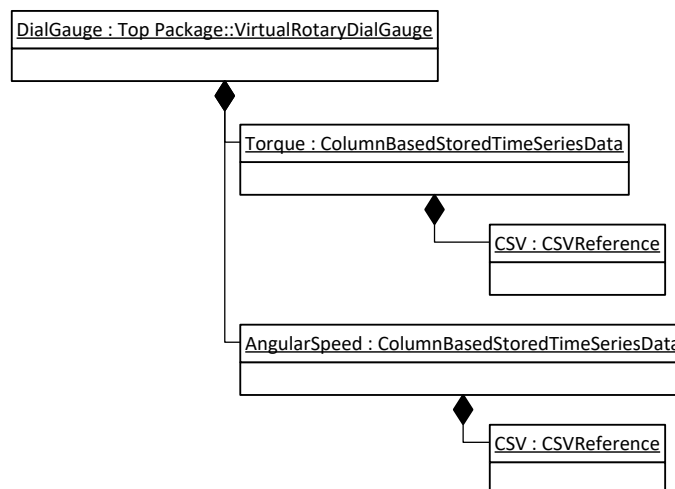 DialGauge : Top Package::VirtualRotaryDialGauge
Torque : ColumnBasedStoredTimeSeriesData
CSV : CSVReference
AngularSpeed : ColumnBasedStoredTimeSeriesData
CSV : CSVReference